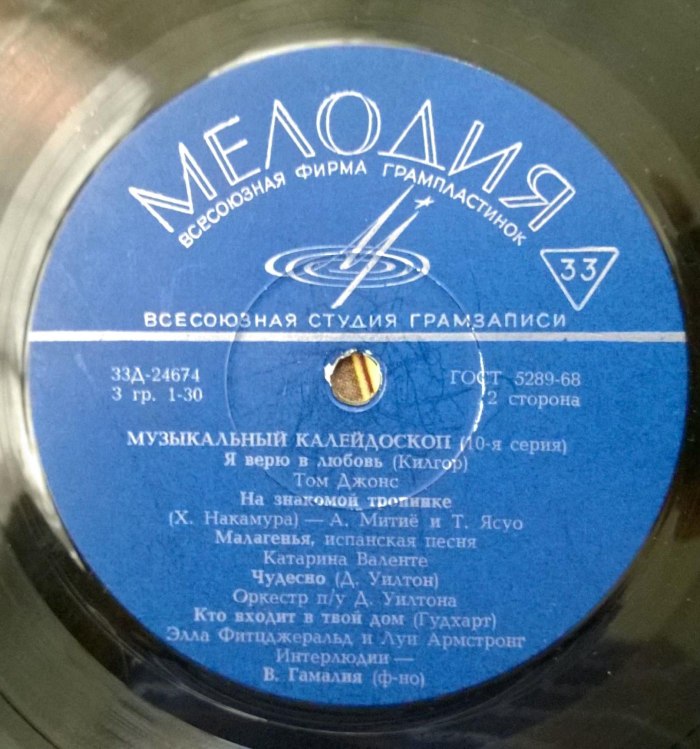 МЕЛОДИЯ
ВСЕСОЮЗНАЯ ФИРМА ГРАМПЛАСТИНОК
33
ВСЕСОЮЗНАЯ СТУДИЯ ГРАМЗАПИСИ
33Д-24674
ГОСТ 5289-68
3 гр. 1-30
2 сторона
МУЗЫКАЛЬНЫЙ КАЛЕЙДОСКОП (10-я серия)
Я верю в любовь (Килгор)
Том Джонс
На знакомой тропинке
(Х. Накамура) — А. Митиё и Т. Ясуо
Малагенья, испанская песня
Катарина Валенте
Чудесно (Д. Уилтон)
Оркестр п/у Д. Уилтона
Кто входит в твой дом (Гудхарт)
Элла Фитцджеральд и Луи Армстронг
Интерлюдии —
В. Гамалия (ф-но)